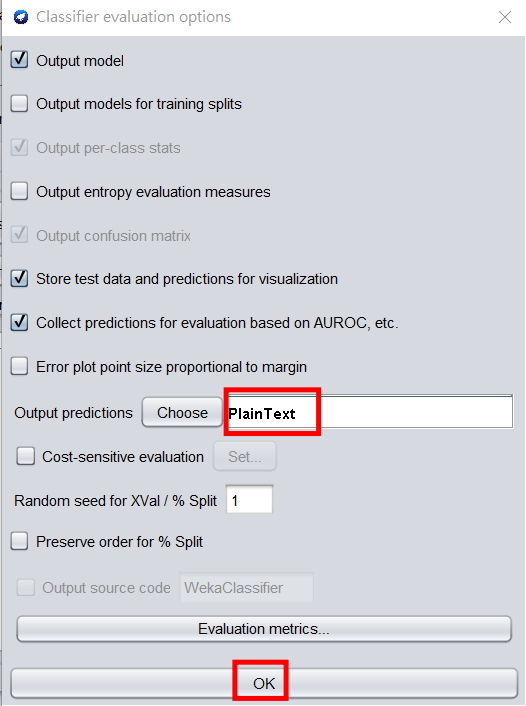 Classifier evaluation options
Output model
Output models for training splits
Output per-class stats
Output entropy evaluation measures
Output confusion matrix
Store test data and predictions for visualization
Collect predictions for evaluation based on AUROC, etc.
Error plot point size proportional to margin
Output predictions Choose PlainText
Cost-sensitive evaluation Set...
Random seed for XVal / % Split 1
Preserve order for % Split
Output source code WekaClassifier
Evaluation metrics...
OK